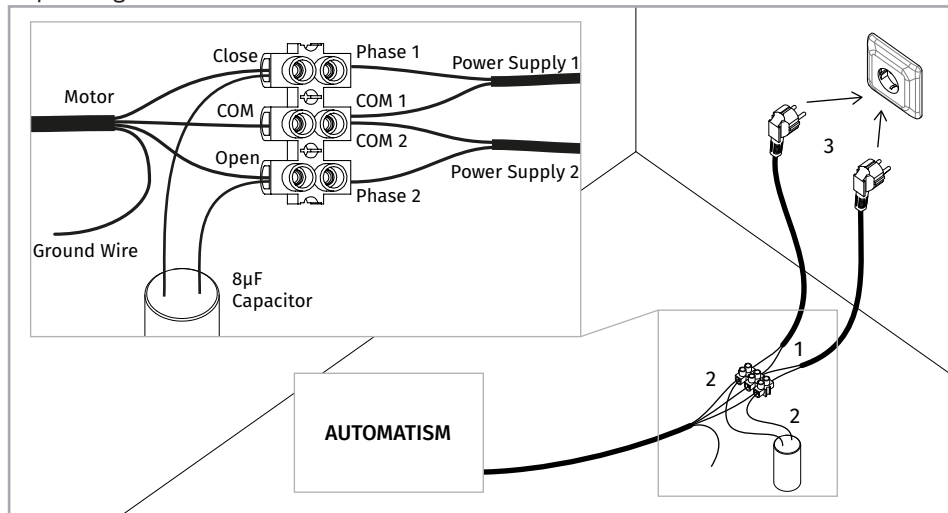 Close
Phase 1
Power Supply 1
Motor
COM
COM 1
COM 2
Open
Power Supply 2
Phase 2
Ground Wire
8µF
Capacitor
3
1
2
2
AUTOMATISM